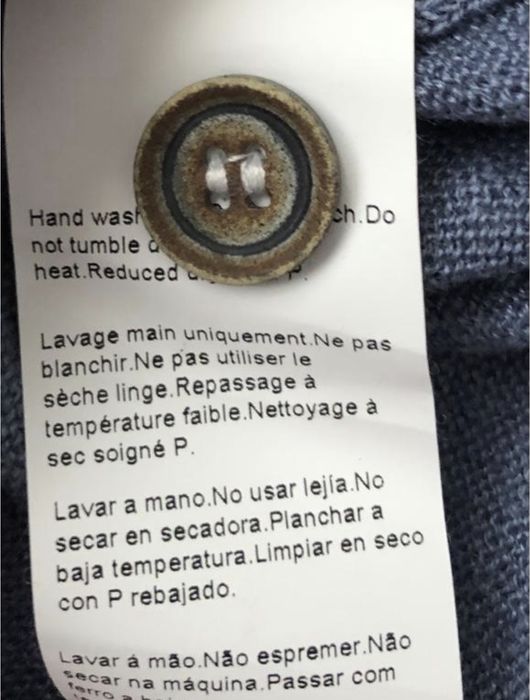 Hand wash ch.Do
not tumble
heat.Reduced P.
Lavage main uniquement.Ne pas
blanchir.Ne pas utiliser le
sèche linge.Repassage à
température faible.Nettoyage à
sec soigné P.
Lavar a mano.No usar lejía.No
secar en secadora.Planchar a
baja temperatura.Limpiar en seco
con P rebajado.
Lavar á mão.Não espremer.Não
secar na máquina.Passar com
ferro a